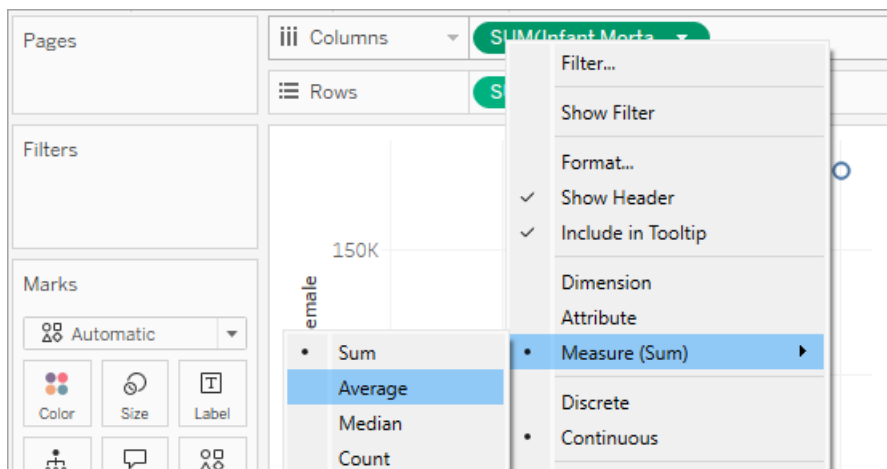 Pages
Columns
SUM(Infant Morta..
Rows
Filter...
Show Filter
Filters
Format...
Show Header
Include in Tooltip
150K
Marks
emale
Dimension
Attribute
Automatic
Sum
Measure (Sum)
Average
Color
Size
Label
Discrete
Median
Continuous
Count